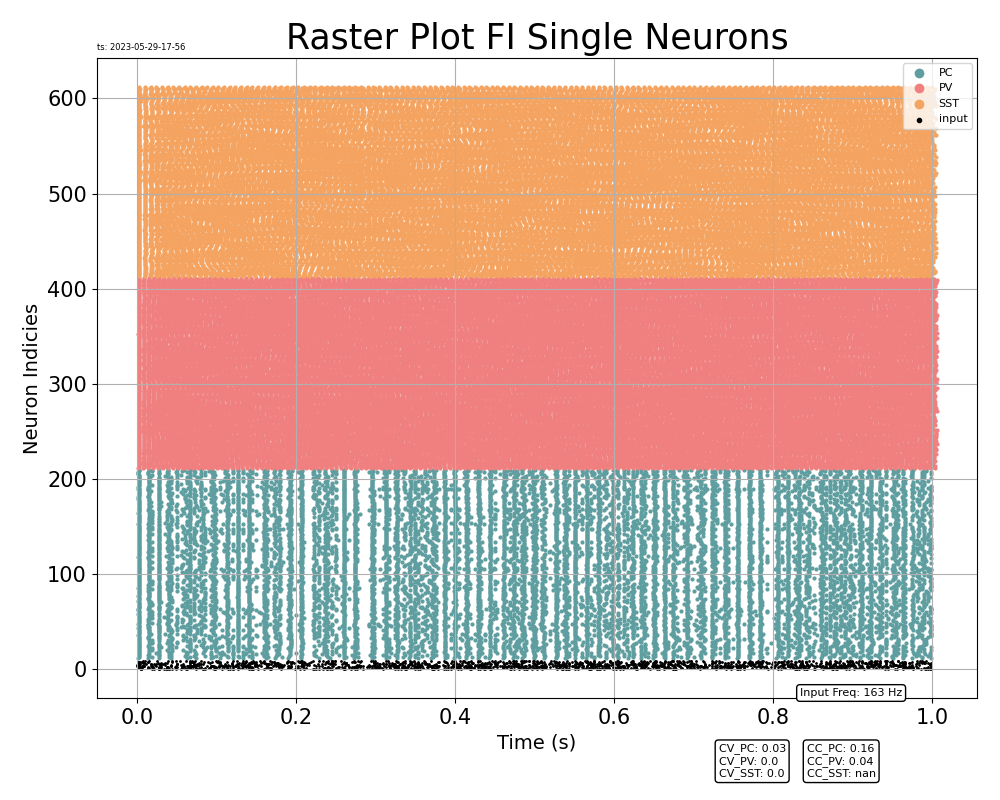 Raster Plot FI Single Neurons
ts: 2023-05-29-17-56
PC
PV
SST
input
600
500
400
300
200
100
0
Neuron Indicies
0.0
0.2
0.4
0.6
0.8
1.0
Time (s)
Input Freq: 163 Hz
CV_PC: 0.03
CV_PV: 0.0
CV_SST: 0.0
CC_PC: 0.16
CC_PV: 0.04
CC_SST: nan